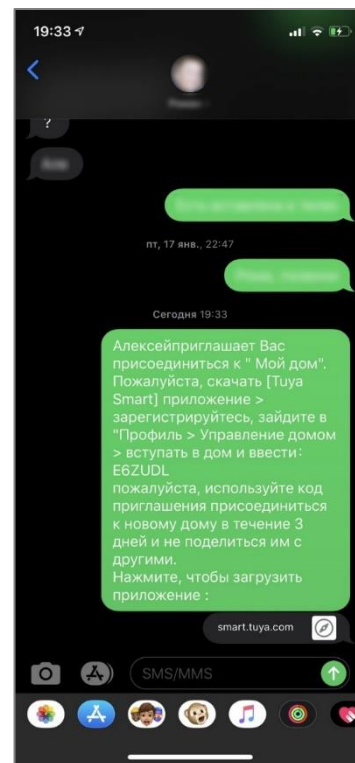 19:33
?
пт, 17 янв., 22:47
Сегодня 19:33
Алексейприглашает Вас
присоединиться к " Мой дом".
Пожалуйста, скачать [Tuya
Smart] приложение >
зарегистрируйтесь, зайдите в
"Профиль > Управление домом
> вступать в дом и ввести：
E6ZUDL
пожалуйста, используйте код
приглашения присоединиться
к новому дому в течение 3
дней и не поделиться им с
другими.
Нажмите, чтобы загрузить
приложение :
smart.tuya.com
SMS/MMS